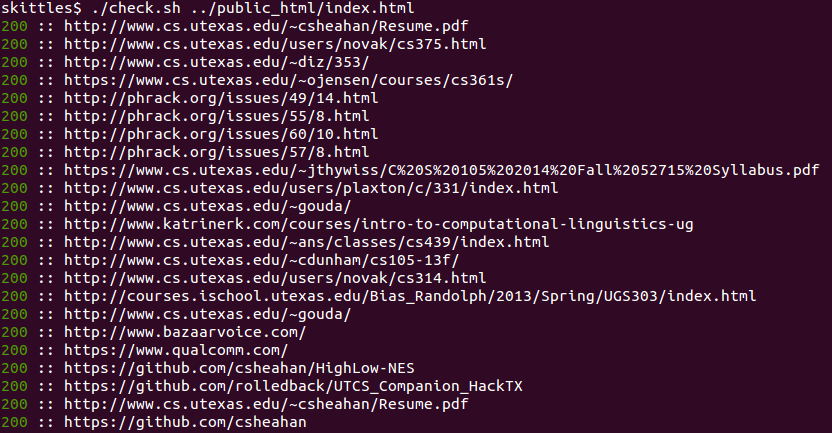 skittles$ ./check.sh ../public_html/index.html
200 :: http://www.cs.utexas.edu/~csheahan/Resume.pdf
200 :: http://www.cs.utexas.edu/users/novak/cs375.html
200 :: http://www.cs.utexas.edu/~diz/353/
200 :: https://www.cs.utexas.edu/~ojensen/courses/cs361s/
200 :: http://phrack.org/issues/49/14.html
200 :: http://phrack.org/issues/55/8.html
200 :: http://phrack.org/issues/60/10.html
200 :: http://phrack.org/issues/57/8.html
200 :: https://www.cs.utexas.edu/~jthywiss/C%20S%20105%202014%20Fall%2052715%20Syllabus.pdf
200 :: http://www.cs.utexas.edu/users/plaxton/c/331/index.html
200 :: http://www.cs.utexas.edu/~gouda/
200 :: http://www.katrinerk.com/courses/intro-to-computational-linguistics-ug
200 :: http://www.cs.utexas.edu/~ans/classes/cs439/index.html
200 :: http://www.cs.utexas.edu/~cdunham/cs105-13f/
200 :: http://www.cs.utexas.edu/users/novak/cs314.html
200 :: http://courses.ischool.utexas.edu/Bias_Randolph/2013/Spring/UGS303/index.html
200 :: http://www.cs.utexas.edu/~gouda/
200 :: http://www.bazaarvoice.com/
200 :: https://www.qualcomm.com/
200 :: https://github.com/csheahan/HighLow-NES
200 :: https://github.com/rolledback/UTCS_Companion_HackTX
200 :: http://www.cs.utexas.edu/~csheahan/Resume.pdf
200 :: https://github.com/csheahan